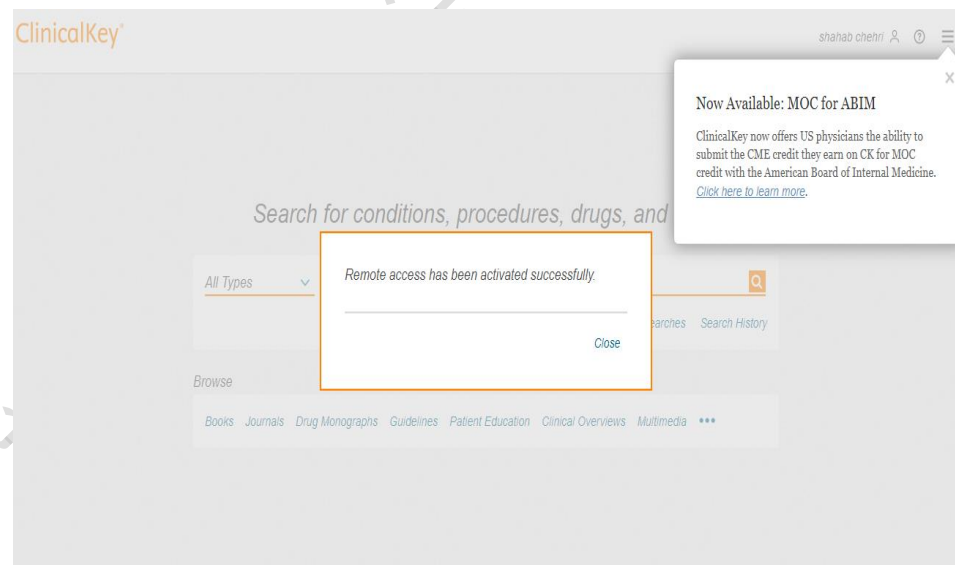 ClinicalKey®
shahab chehri
X
Now Available: MOC for ABIM
ClinicalKey now offers US physicians the ability to
submit the CME credit they earn on CK for MOC
credit with the American Board of Internal Medicine.
Click here to learn more.
Search for conditions, procedures, drugs, and
Remote access has been activated successfully.
All Types
earches Search History
Close
Browse
Books Journals Drug Monographs Guidelines Patient Education Clinical Overviews Multimedia •••